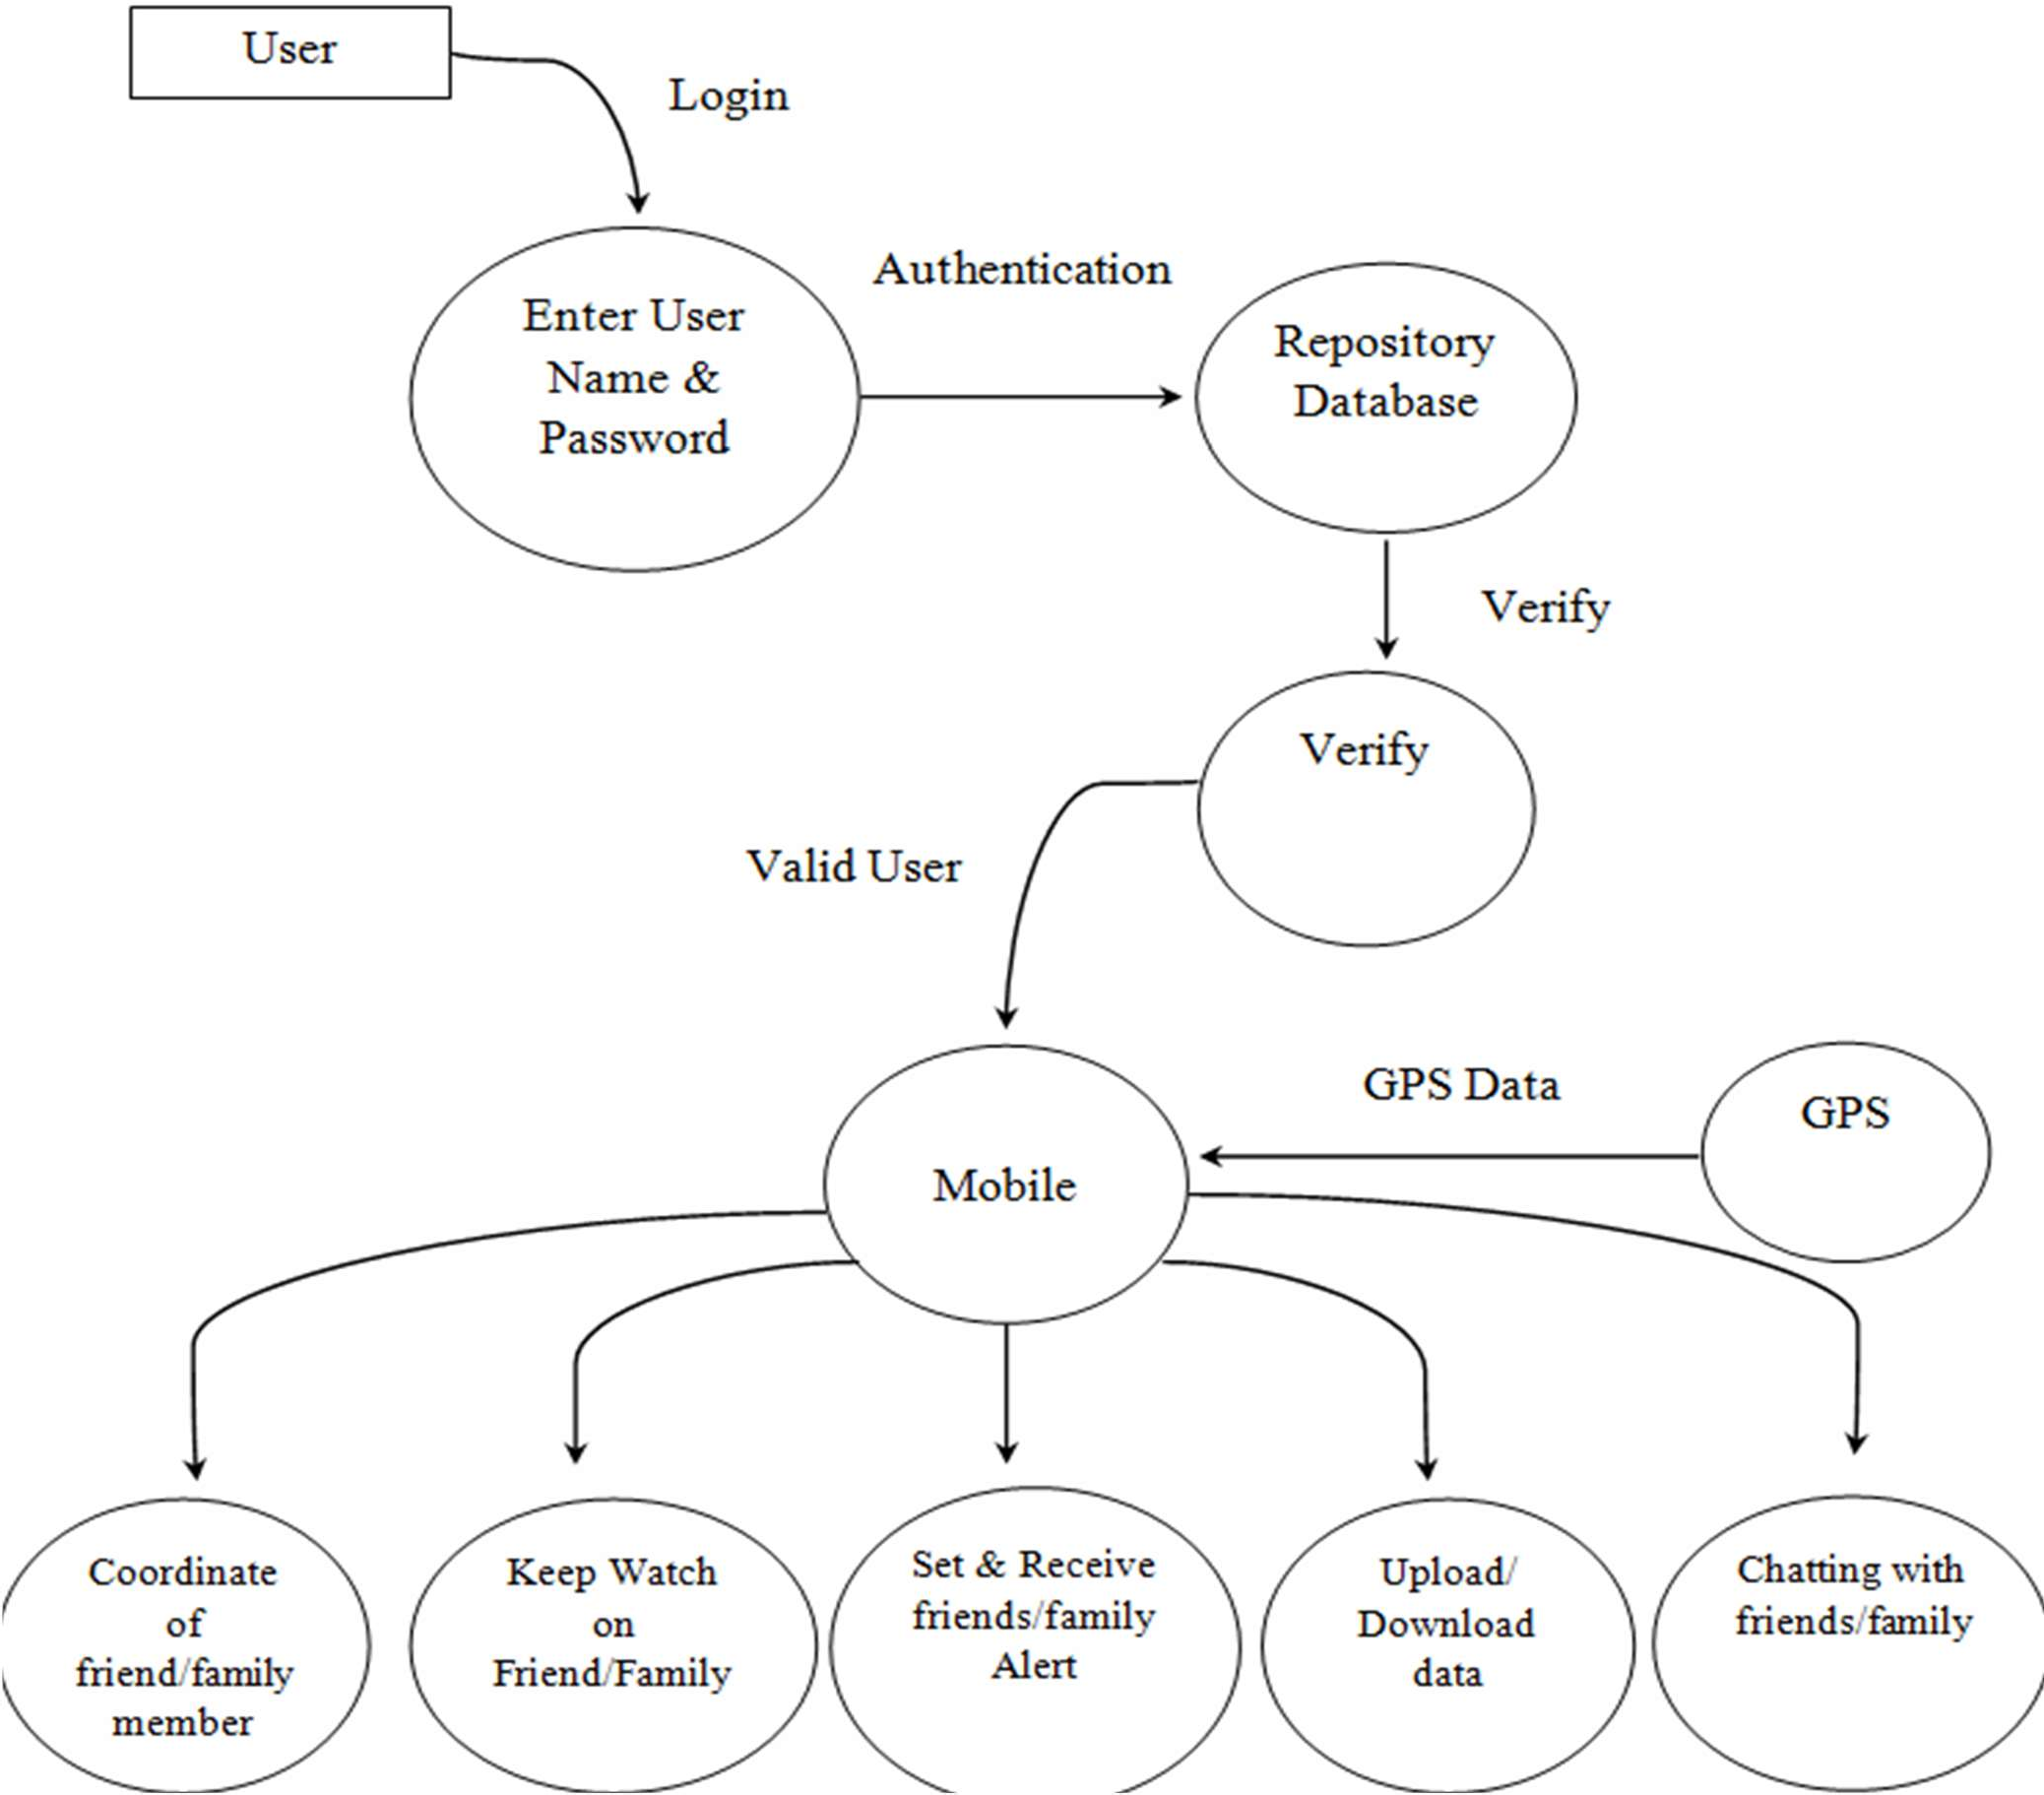 User
Login
Enter User
Name &
Password
Authentication
Repository
Database
Verify
Verify
Valid User
Mobile
GPS Data
GPS
Coordinate
of
friend/family
member
Keep Watch
on
Friend/Family
Set & Receive
friends/family
Alert
Upload/
Download
data
Chatting with
friends/family